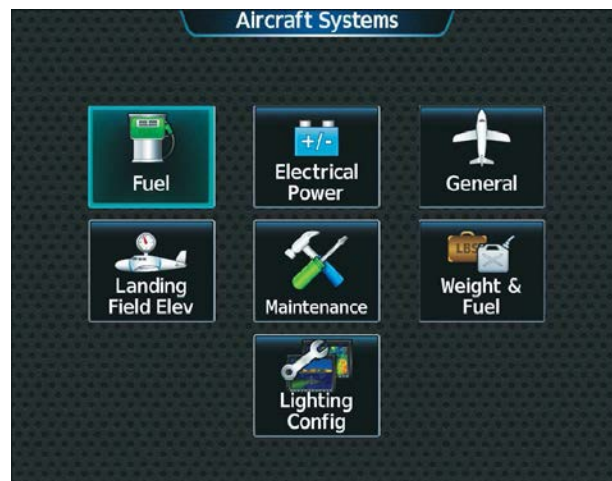 Aircraft Systems
+/-
Fuel
Electrical
Power
General
LBS
Landing
Field Elev
Maintenance
Weight &
Fuel
Lighting
Config